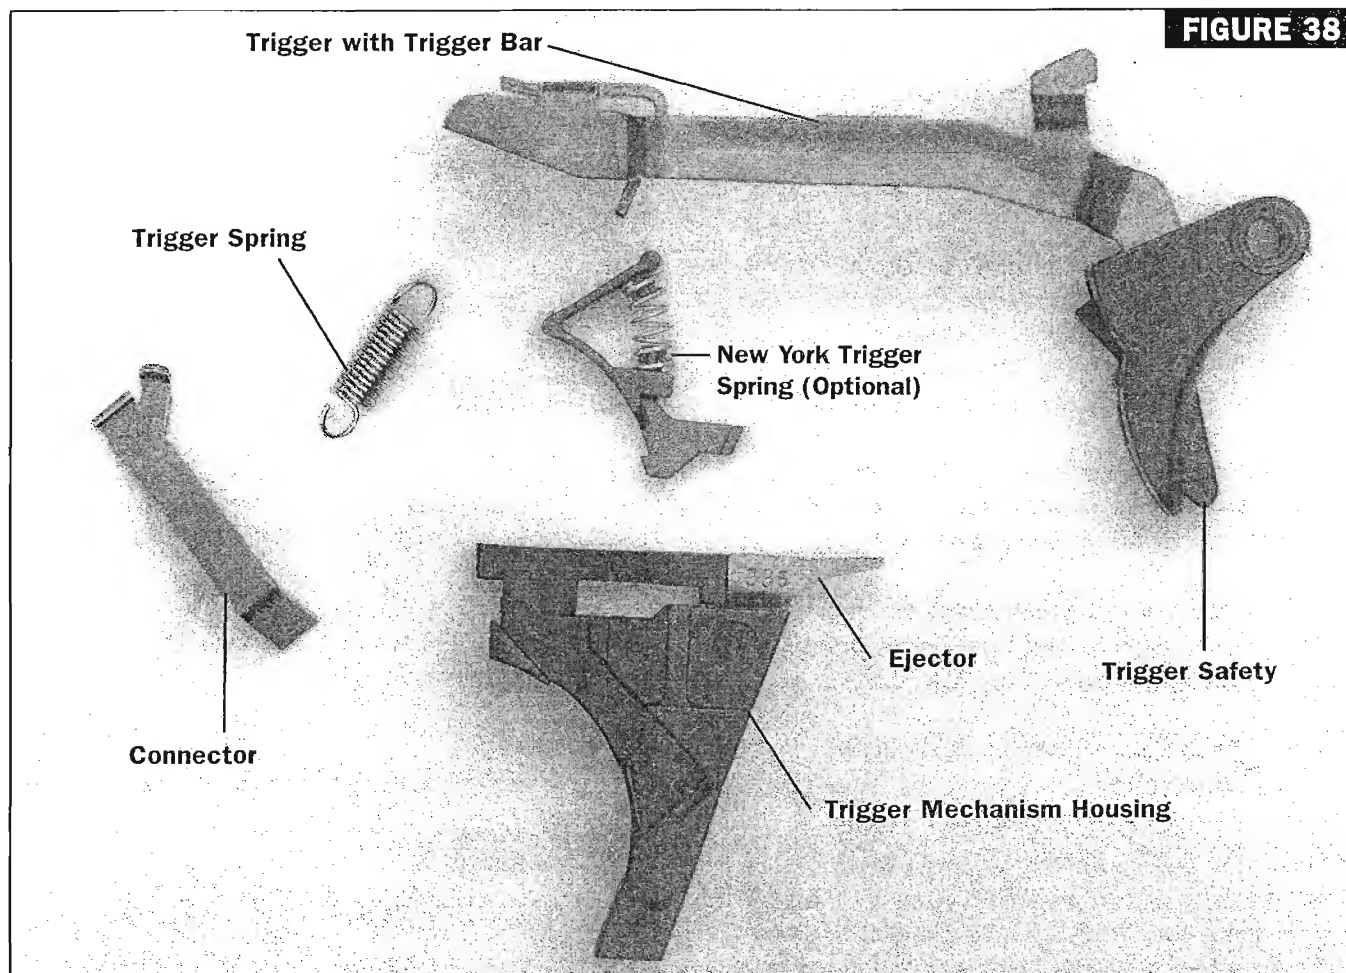 FIGURE 38
Trigger with Trigger Bar
Trigger Spring
New York Trigger
Spring (Optional)
Ejector
Trigger Safety
Connector
Trigger Mechanism Housing